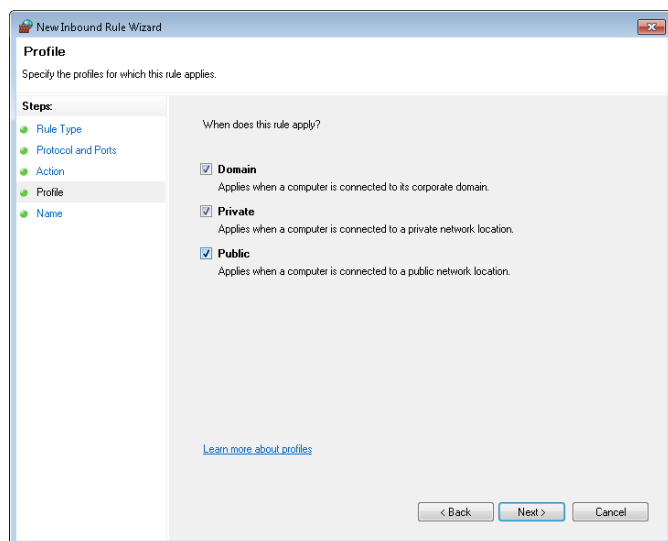 New Inbound Rule Wizard
Profile
Specify the profiles for which this rule applies.
Steps:
Rule Type
Protocol and Ports
Action
Profile
Name
When does this rule apply?
Domain
Applies when a computer is connected to its corporate domain.
Private
Applies when a computer is connected to a private network location.
Public
Applies when a computer is connected to a public network location.
Learn more about profiles
< Back
Next >
Cancel